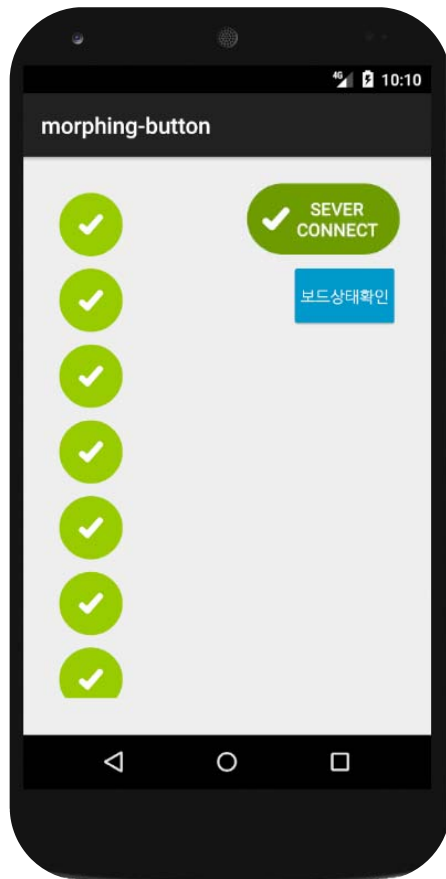 4G 10:10
morphing-button
SEVER
CONNECT
보드상태확인